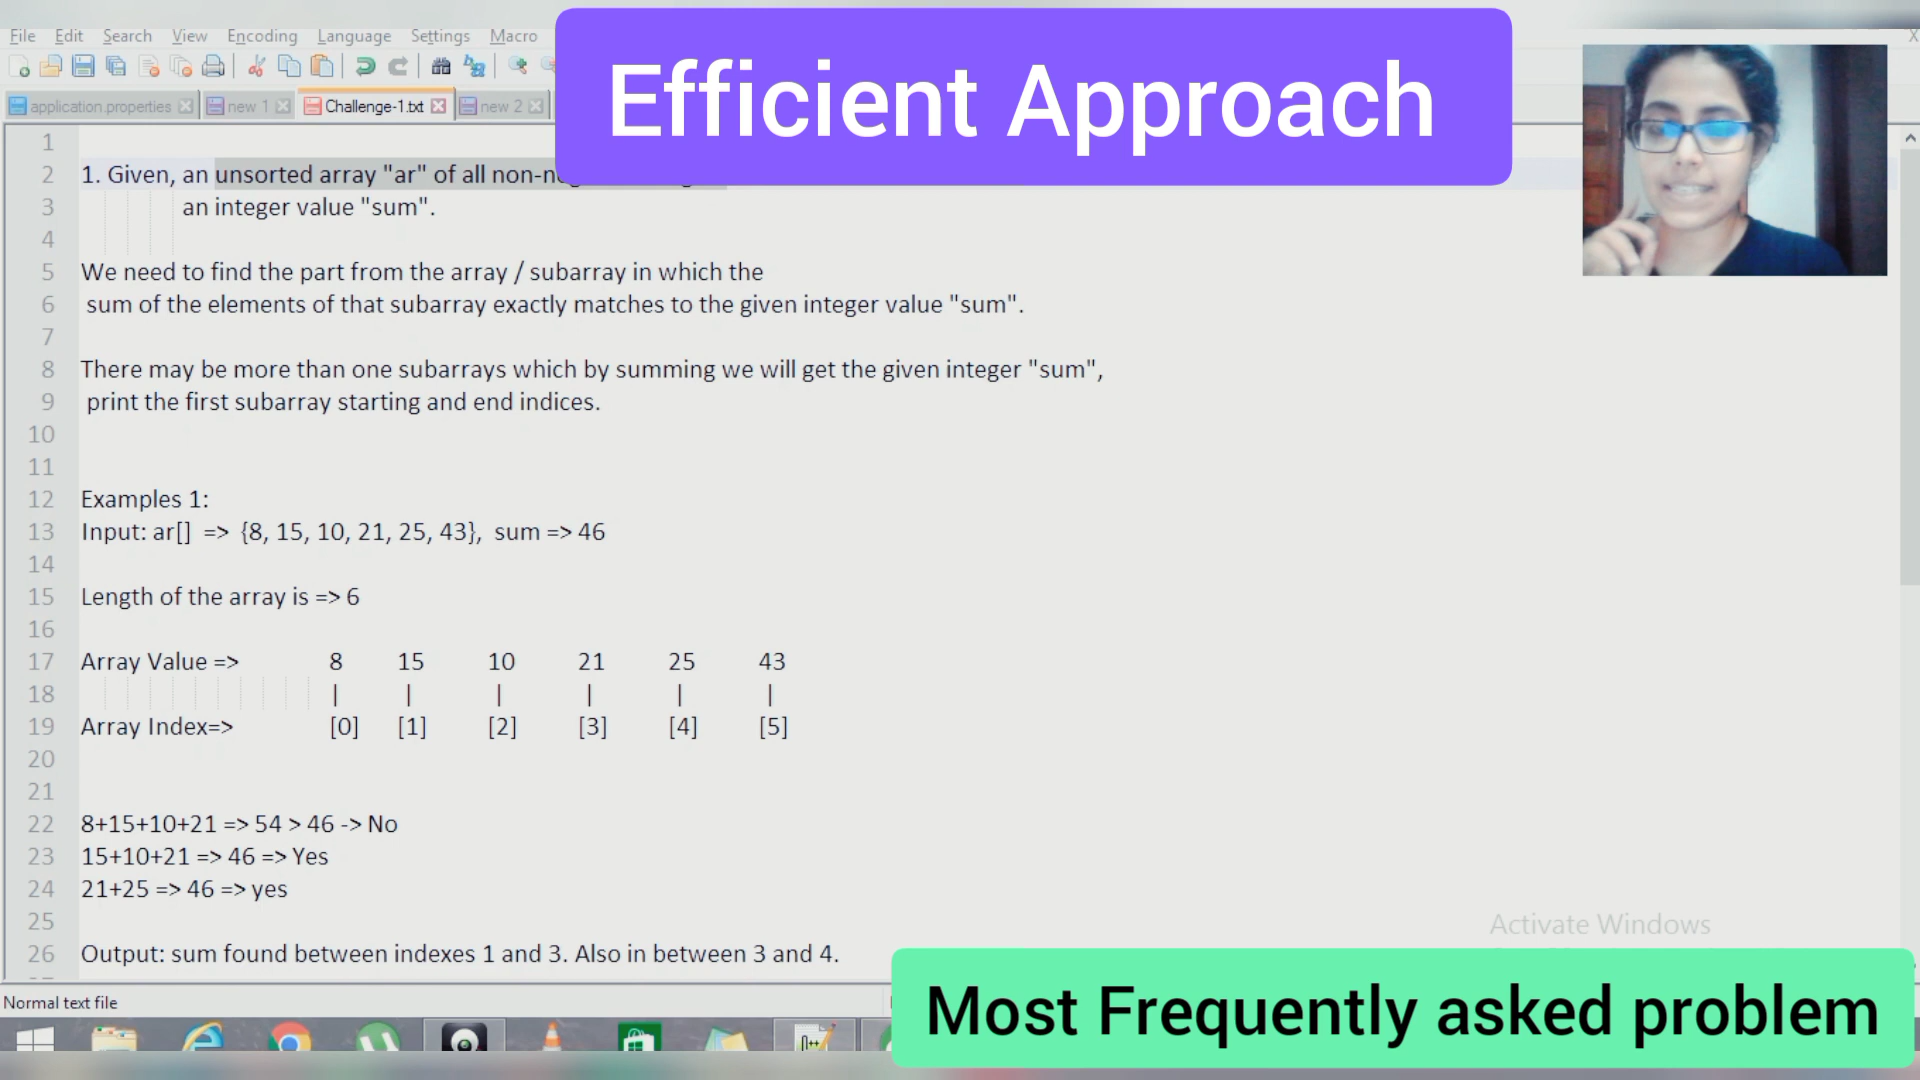 File Edit Search View Encoding Language Settings Macro
Efficient Approach
application.properties new 1 Challenge-1.txt new 2
1
2 1. Given, an unsorted array "ar" of all
3 an integer value "sum".
4
5 We need to find the part from the array / subarray in which the
6 sum of the elements of that subarray exactly matches to the given integer value "sum".
7
8 There may be more than one subarrays which by summing we will get the given integer "sum",
9 print the first subarray starting and end indices.
10
11
12 Examples 1:
13 Input: ar[] => {8, 15, 10, 21, 25, 43}, sum => 46
14
15 Length of the array is => 6
16
17 Array Value => 8 15 10 21 25 43
18 | | | | | |
19 Array Index=> [0] [1] [2] [3] [4] [5]
20
21
22 8+15+10+21 => 54 > 46 -> No
23 15+10+21 => 46 => Yes
24 21+25 => 46 => yes
25
26 Output: sum found between indexes 1 and 3. Also in between 3 and 4.
Activate Windows
Normal text file
Most Frequently asked problem